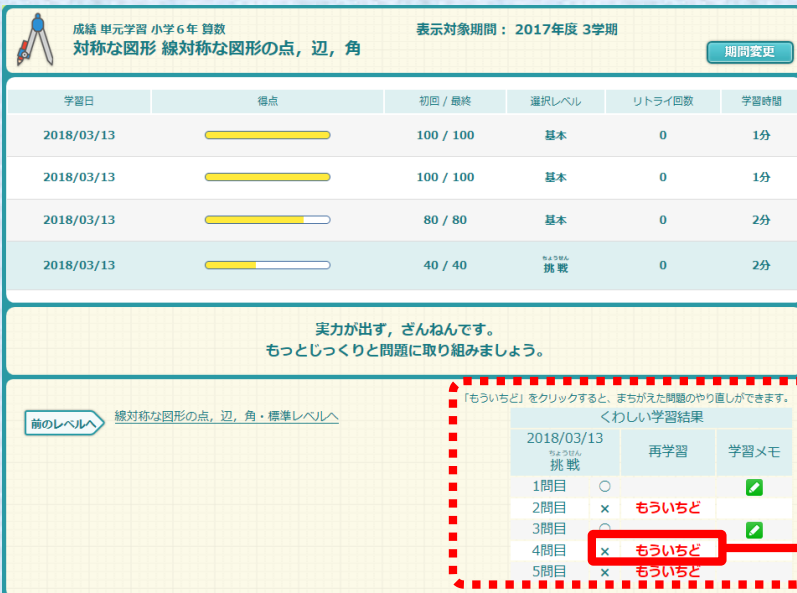 成績 単元学習 小学6年 算数
対称な図形 線対称な図形の点，辺，角
表示対象期間： 2017年度 3学期
期間変更
学習日 得点 初回 / 最終 選択レベル リトライ回数 学習時間
2018/03/13 100 / 100 基本 0 1分
2018/03/13 100 / 100 基本 0 1分
2018/03/13 80 / 80 基本 0 2分
ちょうせん
2018/03/13 40 / 40 挑戦 0 2分
実力が出ず，ざんねんです。
もっとじっくりと問題に取り組みましょう。
前のレベルへ 線対称な図形の点，辺，角・標準レベルへ
「もういちど」をクリックすると、まちがえた問題のやり直しができます。
くわしい学習結果
2018/03/13
ちょうせん
挑戦 再学習 学習メモ
1問目 ○
2問目 × もういちど
3問目 ○
4問目 × もういちど
5問目 × もういちど